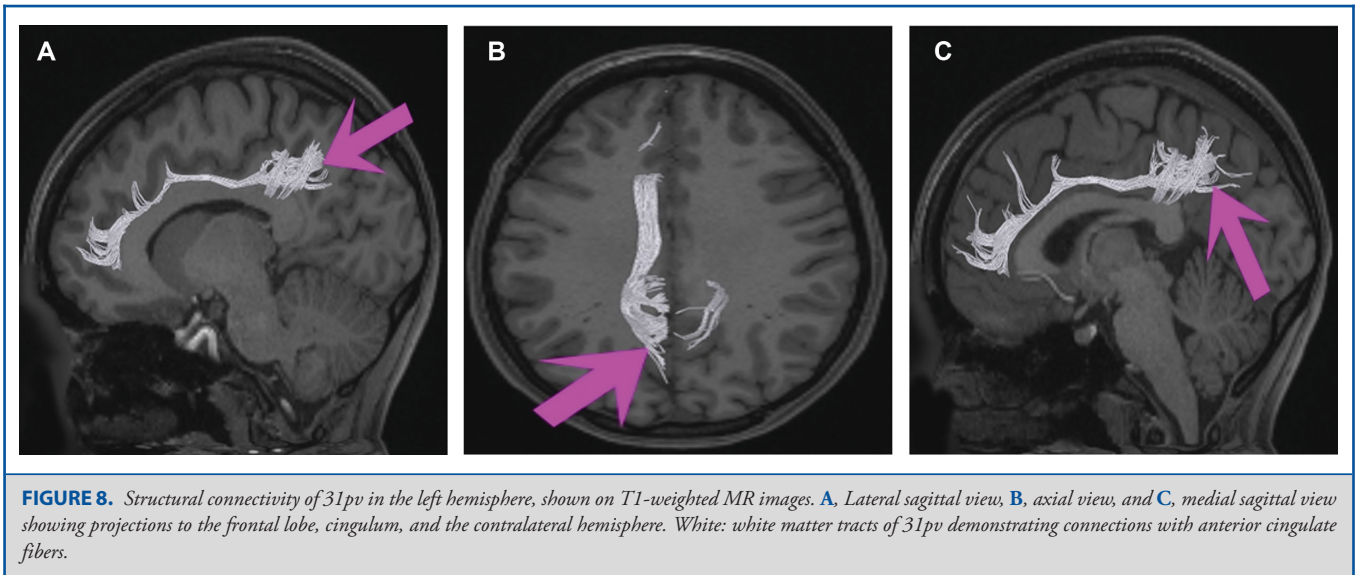 A
B
C
FIGURE 8. Structural connectivity of 31pv in the left hemisphere, shown on T1-weighted MR images. A, Lateral sagittal view, B, axial view, and C, medial sagittal view
showing projections to the frontal lobe, cingulum, and the contralateral hemisphere. White: white matter tracts of 31pv demonstrating connections with anterior cingulate
fibers.